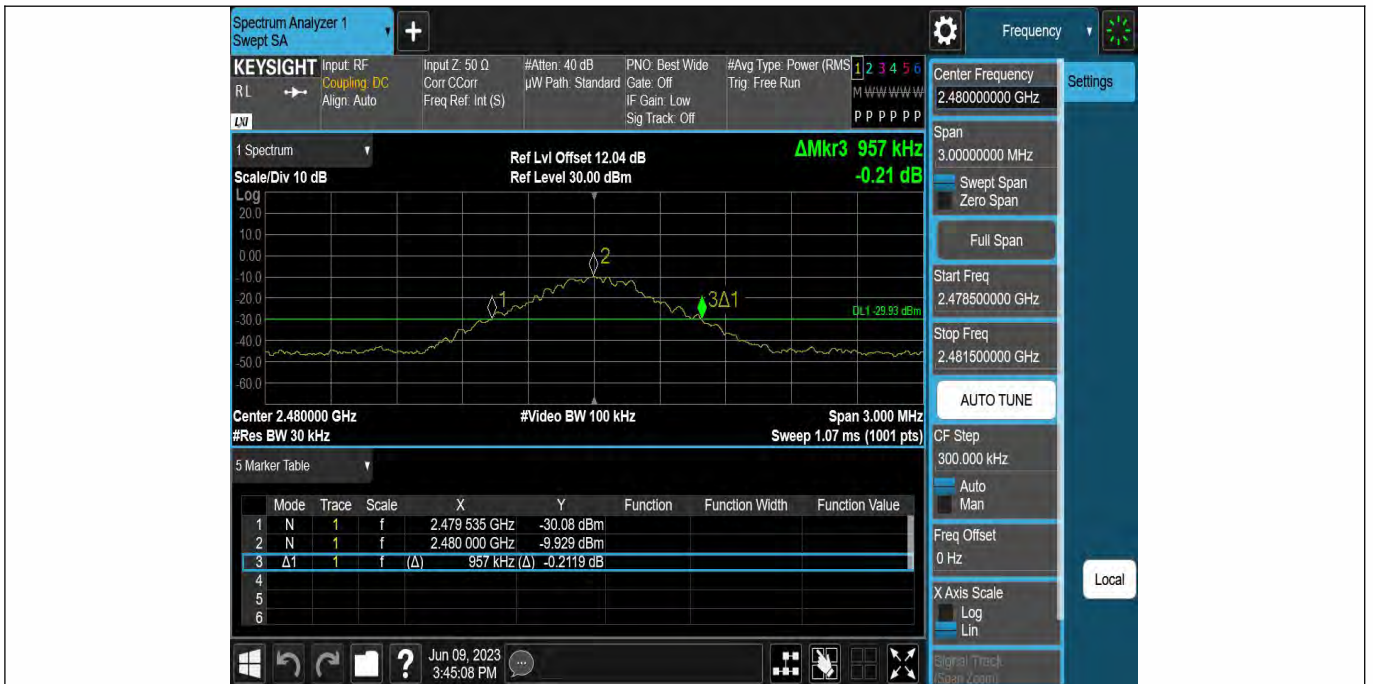 Spectrum Analyzer 1
Swept SA
+
Frequency
KEYSIGHT
RL
LXI
Input: RF
Coupling: DC
Align: Auto
Input Z: 50 Ω
Corr CCorr
Freq Ref: Int (S)
#Atten: 40 dB
µW Path: Standard
PNO: Best Wide
Gate: Off
IF Gain: Low
Sig Track: Off
#Avg Type: Power (RMS
Trig: Free Run
1 2 3 4 5 6
M W W W W W
P P P P P P
1 Spectrum
Scale/Div 10 dB
Ref Lvl Offset 12.04 dB
Ref Level 30.00 dBm
ΔMkr3 957 kHz
-0.21 dB
Log
20.0
10.0
0.00
-10.0
-20.0
-30.0
-40.0
-50.0
-60.0
1
2
3Δ1
DL1 -29.93 dBm
Center 2.480000 GHz
#Video BW 100 kHz
Span 3.000 MHz
#Res BW 30 kHz
Sweep 1.07 ms (1001 pts)
5 Marker Table
Mode Trace Scale X Y Function Function Width Function Value
1 N 1 f 2.479 535 GHz -30.08 dBm
2 N 1 f 2.480 000 GHz -9.929 dBm
3 Δ1 1 f (Δ) 957 kHz (Δ) -0.2119 dB
4
5
6
?
Jun 09, 2023
3:45:08 PM
Center Frequency
2.480000000 GHz
Span
3.00000000 MHz
Swept Span
Zero Span
Full Span
Start Freq
2.478500000 GHz
Stop Freq
2.481500000 GHz
AUTO TUNE
CF Step
300.000 kHz
Auto
Man
Freq Offset
0 Hz
X Axis Scale
Log
Lin
Signal Track
(Span Zoom)
Settings
Local